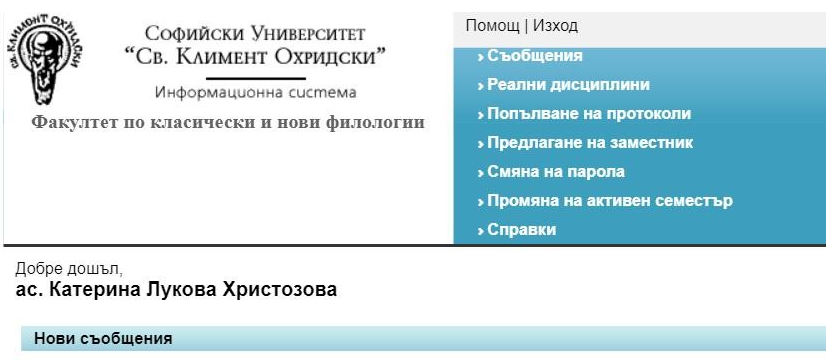 СВ. КЛИМЕНТ ОХРИДСКИ
Софийски Университет
“Св. Климент Охридски”
Информационна система
Факултет по класически и нови филологии
Помощ | Изход
› Съобщения
› Реални дисциплини
› Попълване на протоколи
› Предлагане на заместник
› Смяна на парола
› Промяна на активен семестър
› Справки
Добре дошъл,
ас. Катерина Лукова Христозова
Нови съобщения